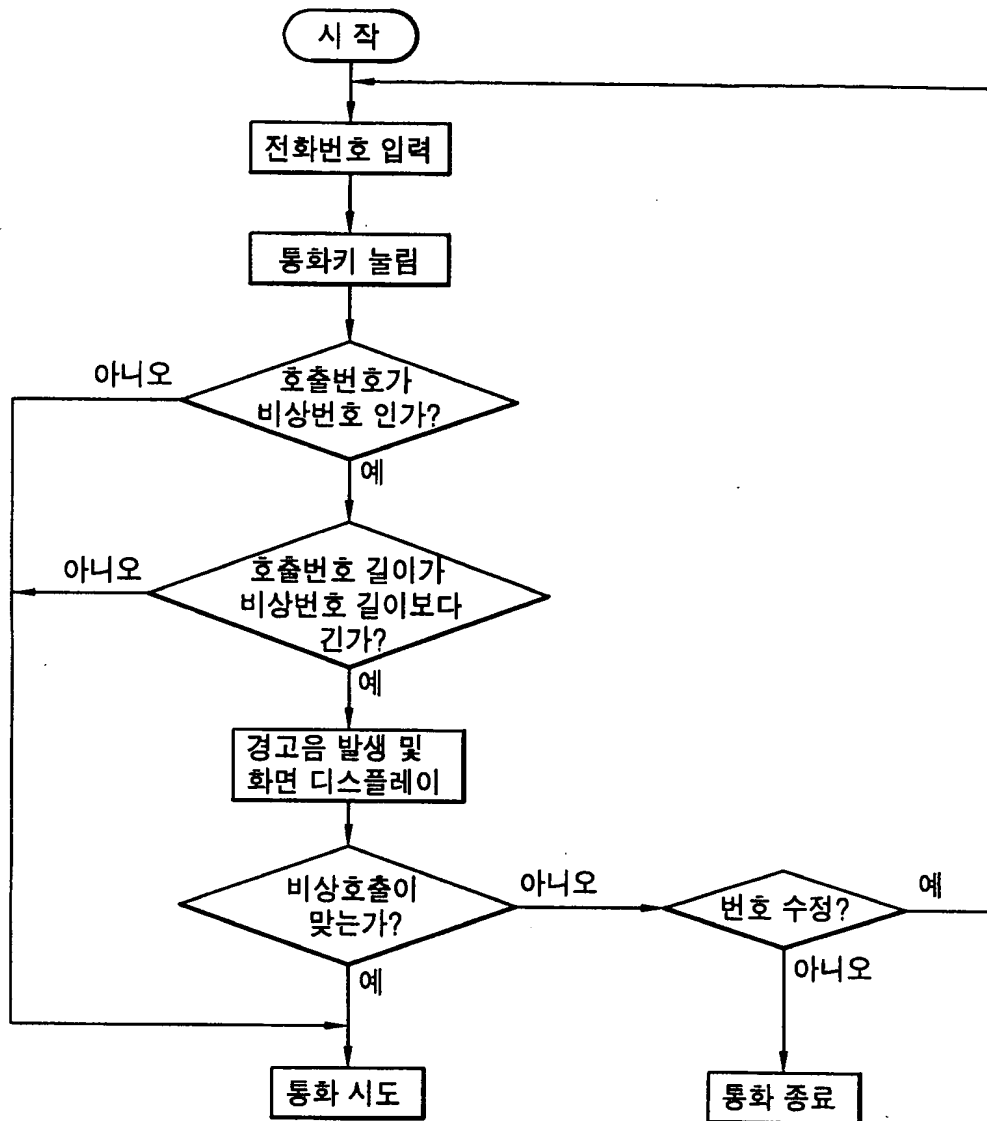 시 작
전화번호 입력
통화키 눌림
아니오
호출번호가
비상번호 인가?
예
아니오
호출번호 길이가
비상번호 길이보다
긴가?
예
경고음 발생 및
화면 디스플레이
비상호출이
맞는가?
아니오
번호 수정?
예
예
아니오
통화 시도
통화 종료